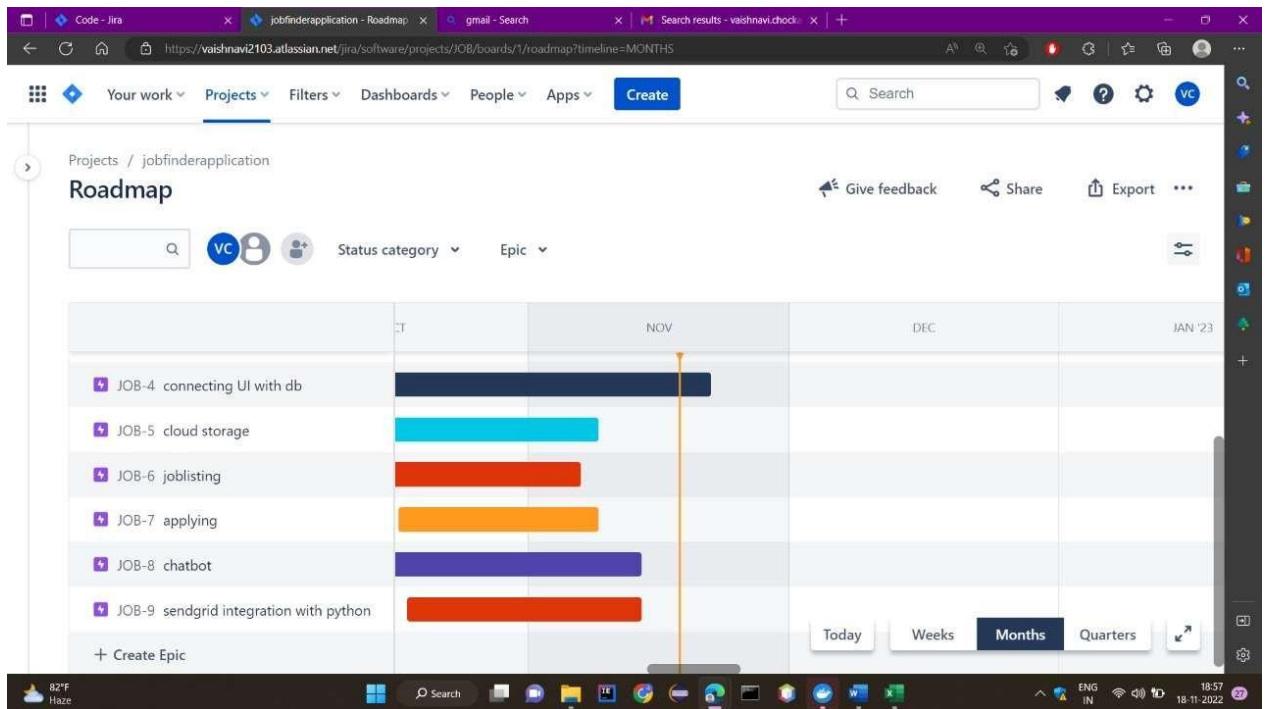 Code - Jira
jobfinderapplication - Roadmap
gmail - Search
Search results - vaishnavi.chocka
https://vaishnavi2103.atlassian.net/jira/software/projects/JOB/boards/1/roadmap?timeline=MONTHS
Your work Projects Filters Dashboards People Apps Create Search VC
Projects / jobfinderapplication
Roadmap
Give feedback Share Export
VC Status category Epic
CT NOV DEC JAN '23
JOB-4 connecting UI with db
JOB-5 cloud storage
JOB-6 joblisting
JOB-7 applying
JOB-8 chatbot
JOB-9 sendgrid integration with python
Today Weeks Months Quarters
+ Create Epic
82°F
Haze
Search
ENG
IN
18:57
18-11-2022
27